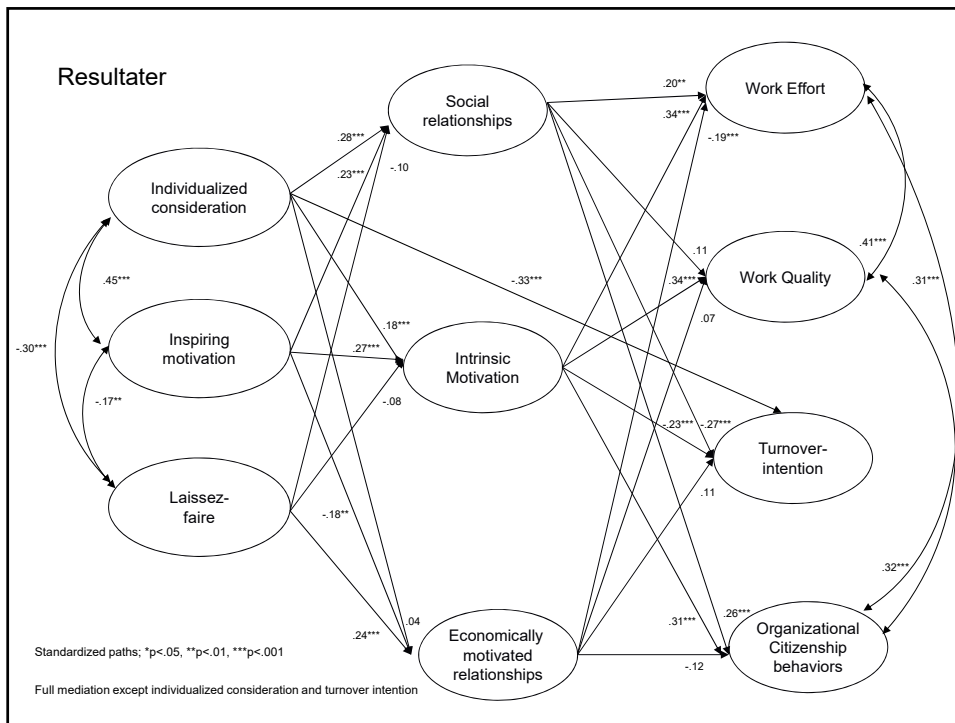 Resultater
Social
relationships
Work Effort
.20**
.34***
-.19***
.28***
.23***
-.10
Individualized
consideration
.45***
-.33***
.11
.34***
.07
Work Quality
.41***
.31***
-.30***
Inspiring
motivation
.18***
.27***
-.08
Intrinsic
Motivation
-.17**
-.23***
-.27***
Turnover-
intention
.11
Laissez-
faire
-.18**
.04
.24***
Economically
motivated
relationships
.32***
.31***
.26***
-.12
Organizational
Citizenship
behaviors
Standardized paths; *p<.05, **p<.01, ***p<.001
Full mediation except individualized consideration and turnover intention